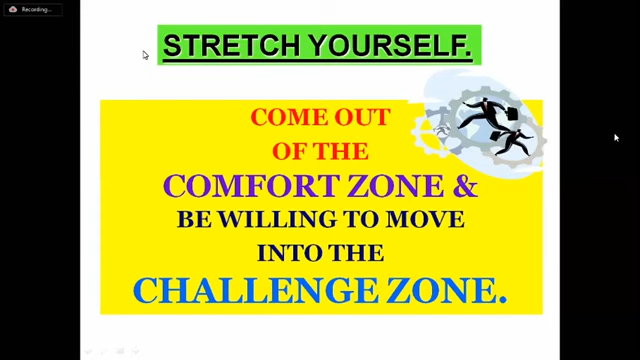 Recording...
STRETCH YOURSELF.
COME OUT
OF THE
COMFORT ZONE &
BE WILLING TO MOVE
INTO THE
CHALLENGE ZONE.